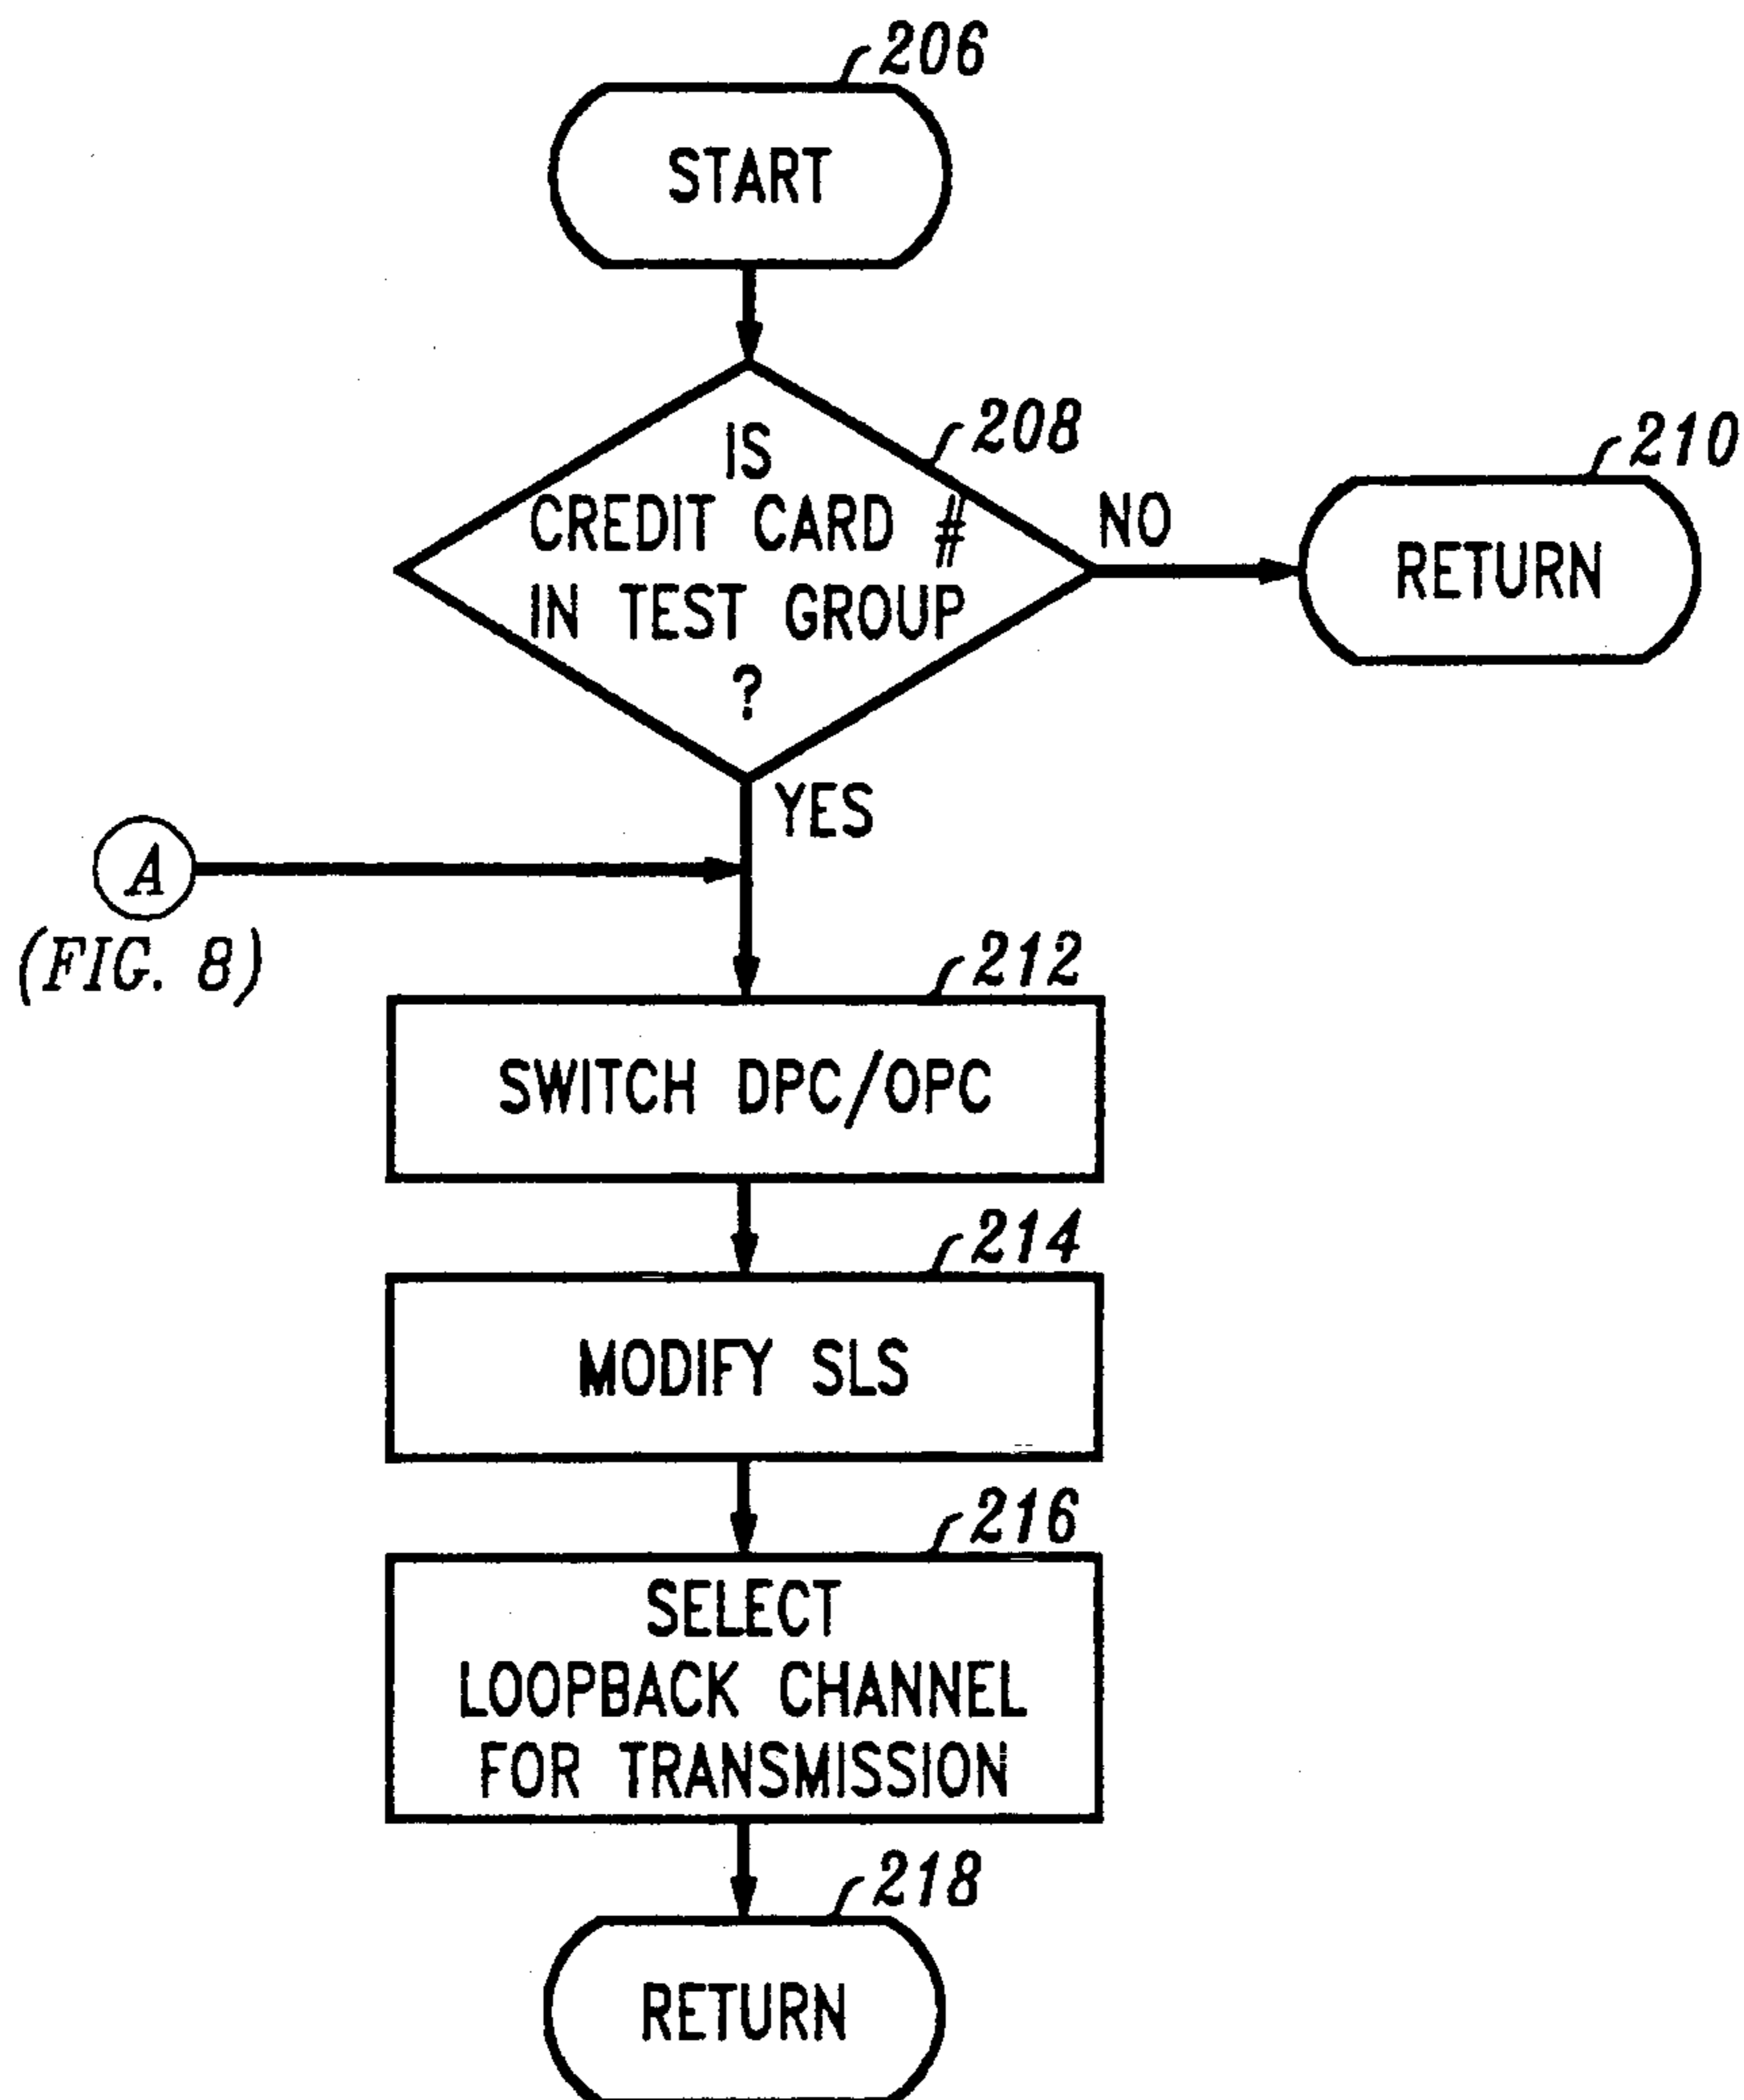 206
START
IS
CREDIT CARD #
IN TEST GROUP
?
208
NO
210
RETURN
YES
A
(FIG. 8)
212
SWITCH DPC/OPC
214
MODIFY SLS
216
SELECT
LOOPBACK CHANNEL
FOR TRANSMISSION
218
RETURN